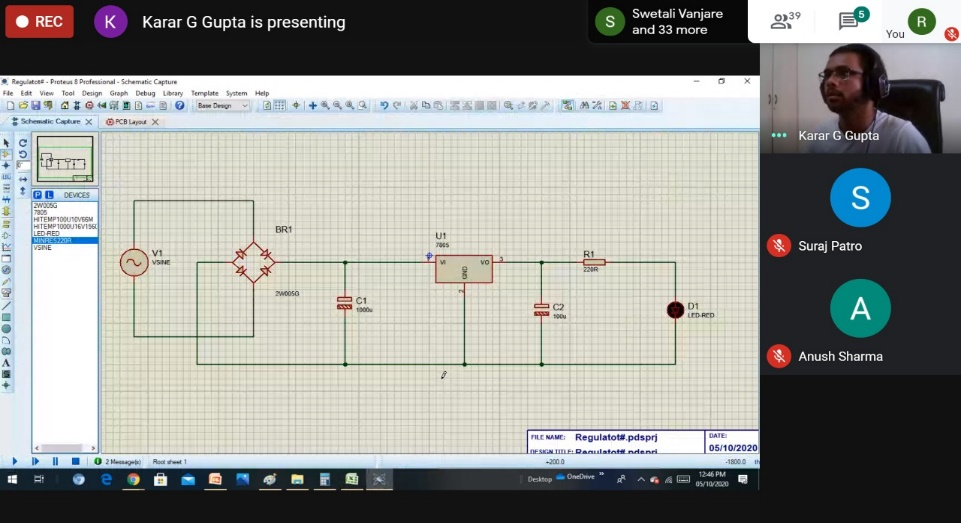 REC
K
Karar G Gupta is presenting
S
Swetali Vanjare
and 33 more
39
5
You
R
Regulatot# - Proteus 8 Professional - Schematic Capture
File Edit View Tool Design Graph Debug Library Template System Help
Base Design
Schematic Capture
PCB Layout
P L DEVICES
2W005G
7805
HITEMP100U10V65M
LED-RED
MINRES220R
VSINE
V1
VSINE
BR1
2W005G
C1
1000u
U1
7805
VI
VO
GND
2
3
C2
100u
R1
220R
D1
LED-RED
FILE NAME: Regulatot#.pdsprj
DATE:
DESIGN TITLE: Regulatot#.pdsprj
05/10/2020
2 Message(s)
Root sheet 1
+200.0
-1800.0
Desktop
OneDrive
12:46 PM
05/10/2020
Karar G Gupta
S
Suraj Patro
A
Anush Sharma